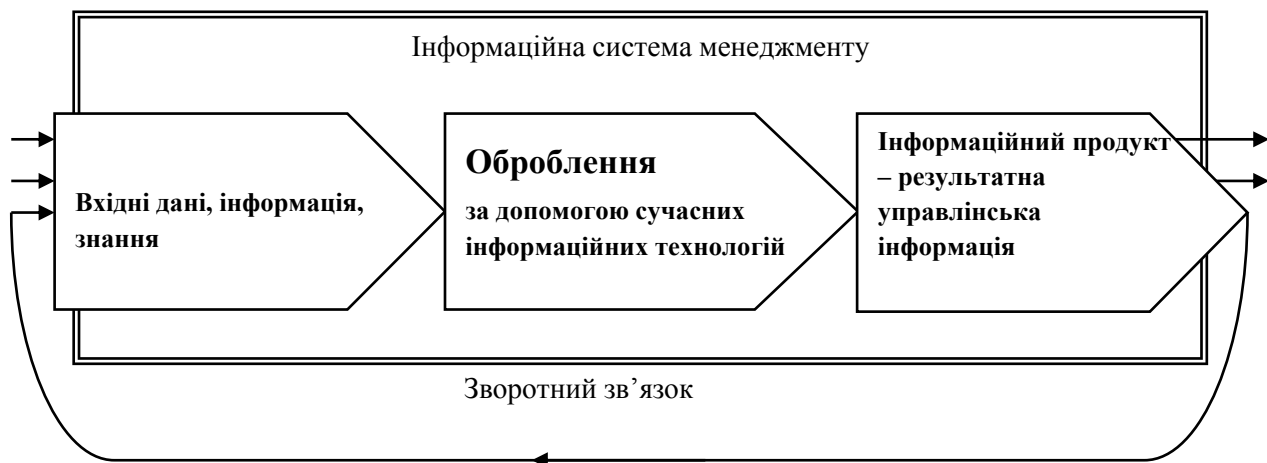 Інформаційна система менеджменту
Вхідні дані, інформація,
знання
Оброблення
за допомогою сучасних
інформаційних технологій
Інформаційний продукт
– результатна
управлінська
інформація
Зворотний зв’язок